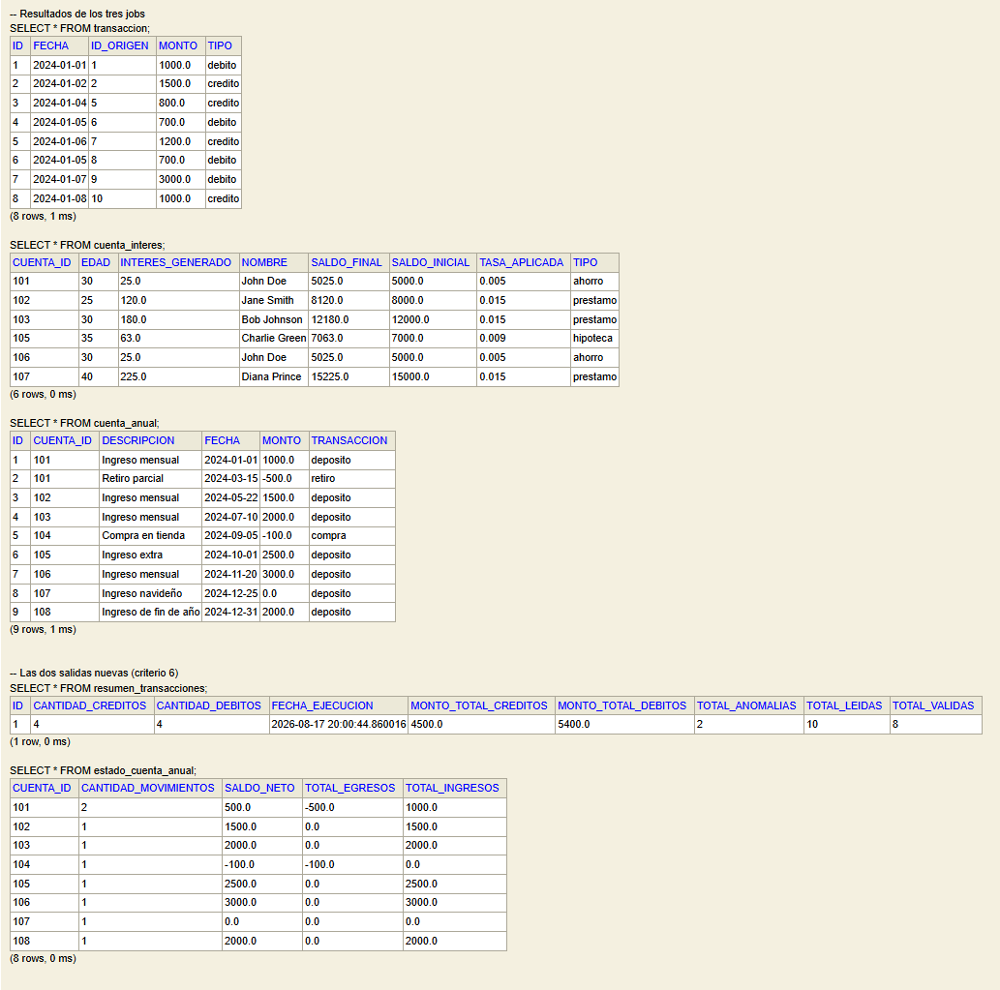 -- Resultados de los tres jobs
SELECT * FROM transaccion;
ID FECHA ID_ORIGEN MONTO TIPO
1 2024-01-01 1 1000.0 debito
2 2024-01-02 2 1500.0 credito
3 2024-01-04 5 800.0 credito
4 2024-01-05 6 700.0 debito
5 2024-01-06 7 1200.0 credito
6 2024-01-05 8 700.0 debito
7 2024-01-07 9 3000.0 debito
8 2024-01-08 10 1000.0 credito
(8 rows, 1 ms)
SELECT * FROM cuenta_interes;
CUENTA_ID EDAD INTERES_GENERADO NOMBRE SALDO_FINAL SALDO_INICIAL TASA_APLICADA TIPO
101 30 25.0 John Doe 5025.0 5000.0 0.005 ahorro
102 25 120.0 Jane Smith 8120.0 8000.0 0.015 prestamo
103 30 180.0 Bob Johnson 12180.0 12000.0 0.015 prestamo
105 35 63.0 Charlie Green 7063.0 7000.0 0.009 hipoteca
106 30 25.0 John Doe 5025.0 5000.0 0.005 ahorro
107 40 225.0 Diana Prince 15225.0 15000.0 0.015 prestamo
(6 rows, 0 ms)
SELECT * FROM cuenta_anual;
ID CUENTA_ID DESCRIPCION FECHA MONTO TRANSACCION
1 101 Ingreso mensual 2024-01-01 1000.0 deposito
2 101 Retiro parcial 2024-03-15 -500.0 retiro
3 102 Ingreso mensual 2024-05-22 1500.0 deposito
4 103 Ingreso mensual 2024-07-10 2000.0 deposito
5 104 Compra en tienda 2024-09-05 -100.0 compra
6 105 Ingreso extra 2024-10-01 2500.0 deposito
7 106 Ingreso mensual 2024-11-20 3000.0 deposito
8 107 Ingreso navideño 2024-12-25 0.0 deposito
9 108 Ingreso de fin de año 2024-12-31 2000.0 deposito
(9 rows, 1 ms)
-- Las dos salidas nuevas (criterio 6)
SELECT * FROM resumen_transacciones;
ID CANTIDAD_CREDITOS CANTIDAD_DEBITOS FECHA_EJECUCION MONTO_TOTAL_CREDITOS MONTO_TOTAL_DEBITOS TOTAL_ANOMALIAS TOTAL_LEIDAS TOTAL_VALIDAS
1 4 4 2026-08-17 20:00:44.860016 4500.0 5400.0 2 10 8
(1 row, 0 ms)
SELECT * FROM estado_cuenta_anual;
CUENTA_ID CANTIDAD_MOVIMIENTOS SALDO_NETO TOTAL_EGRESOS TOTAL_INGRESOS
101 2 500.0 -500.0 1000.0
102 1 1500.0 0.0 1500.0
103 1 2000.0 0.0 2000.0
104 1 -100.0 -100.0 0.0
105 1 2500.0 0.0 2500.0
106 1 3000.0 0.0 3000.0
107 1 0.0 0.0 0.0
108 1 2000.0 0.0 2000.0
(8 rows, 0 ms)